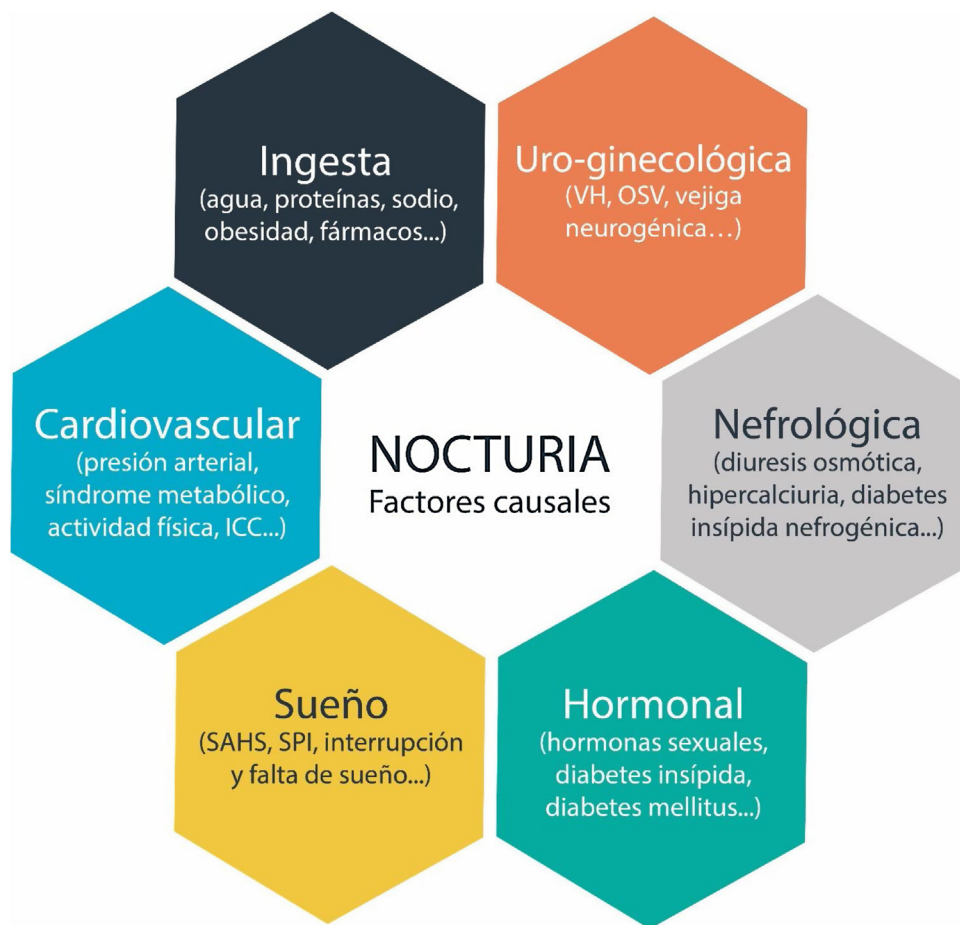 Ingesta
(agua, proteínas, sodio,
obesidad, fármacos...)
Uro-ginecológica
(VH, OSV, vejiga
neurogénica...)
Cardiovascular
(presión arterial,
síndrome metabólico,
actividad física, ICC...)
NOCTURIA
Factores causales
Nefrológica
(diuresis osmótica,
hipercalciuria, diabetes
insípida nefrogénica...)
Sueño
(SAHS, SPI, interrupción
y falta de sueño...)
Hormonal
(hormonas sexuales,
diabetes insípida,
diabetes mellitus...)